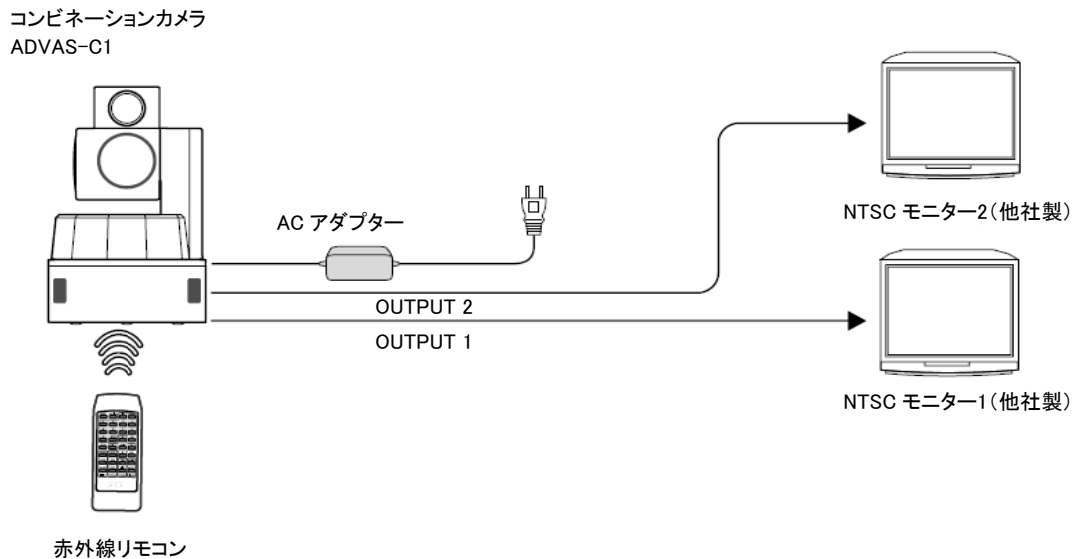 コンビネーションカメラ
ADVAS-C1
NTSC モニター2(他社製)
AC アダプター
OUTPUT 2
OUTPUT 1
NTSC モニター1(他社製)
赤外線リモコン